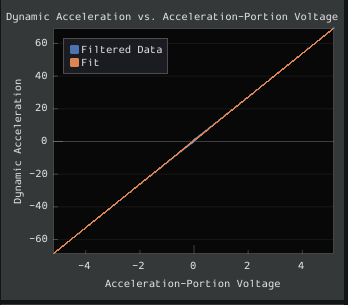 Dynamic Acceleration vs. Acceleration-Portion Voltage
Filtered Data
Fit
60
40
20
0
−20
−40
−60
Dynamic Acceleration
−4
−2
0
2
4
Acceleration-Portion Voltage